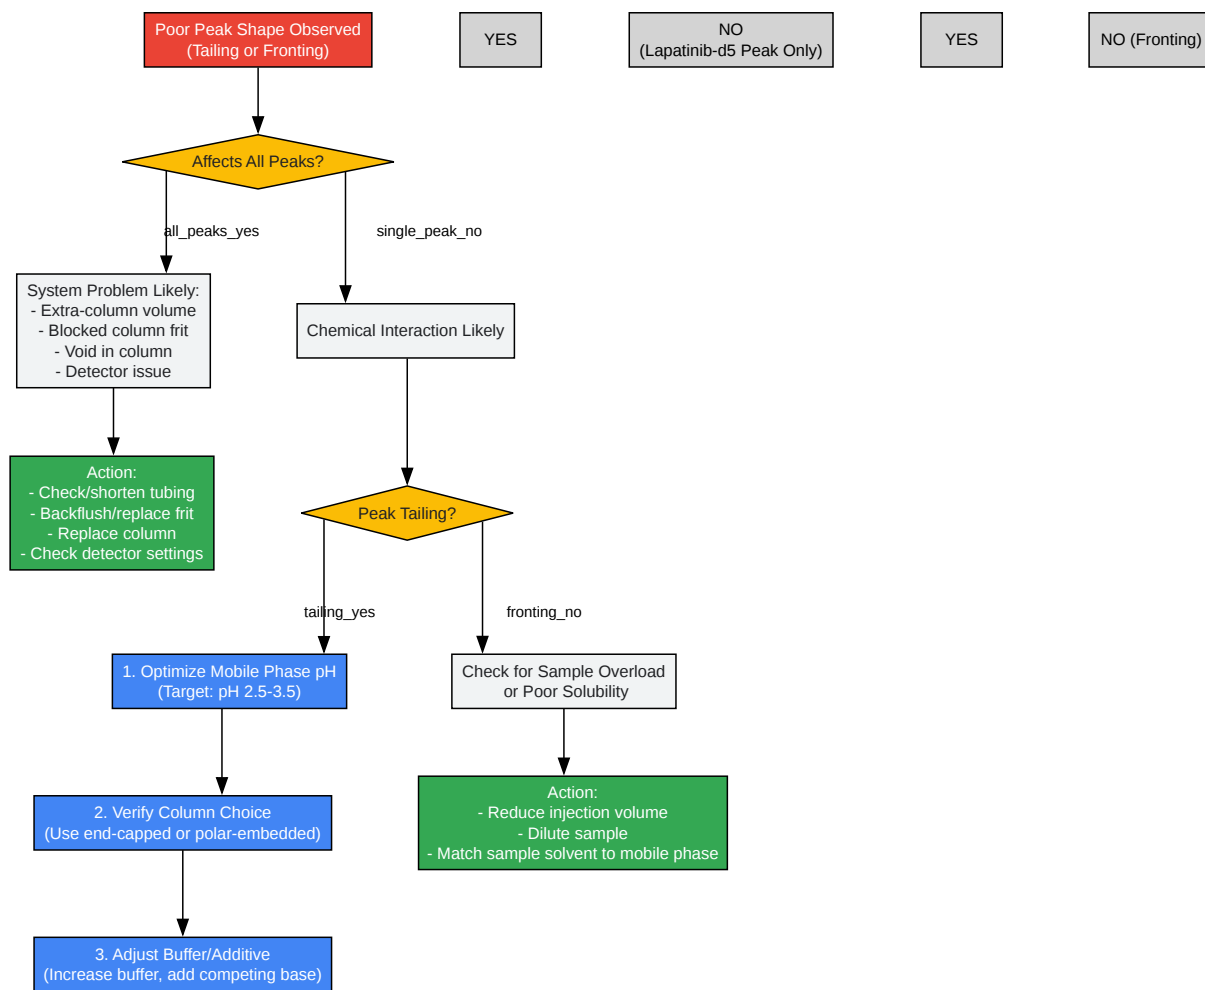 Poor Peak Shape Observed
(Tailing or Fronting)
YES
NO
(Lapatinib-d5 Peak Only)
YES
NO (Fronting)
Affects All Peaks?
all_peaks_yes
single_peak_no
System Problem Likely:
- Extra-column volume
- Blocked column frit
- Void in column
- Detector issue
Chemical Interaction Likely
Action:
- Check/shorten tubing
- Backflush/replace frit
- Replace column
- Check detector settings
Peak Tailing?
tailing_yes
fronting_no
1. Optimize Mobile Phase pH
(Target: pH 2.5-3.5)
Check for Sample Overload
or Poor Solubility
2. Verify Column Choice
(Use end-capped or polar-embedded)
Action:
- Reduce injection volume
- Dilute sample
- Match sample solvent to mobile phase
3. Adjust Buffer/Additive
(Increase buffer, add competing base)